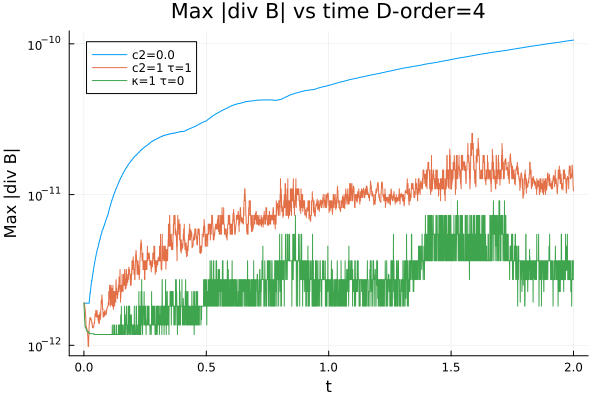 Max |div B| vs time D-order=4
c2=0.0
c2=1 τ=1
κ=1 τ=0
Max |div B|
10⁻¹⁰
10⁻¹¹
10⁻¹²
0.0
0.5
1.0
1.5
2.0
t